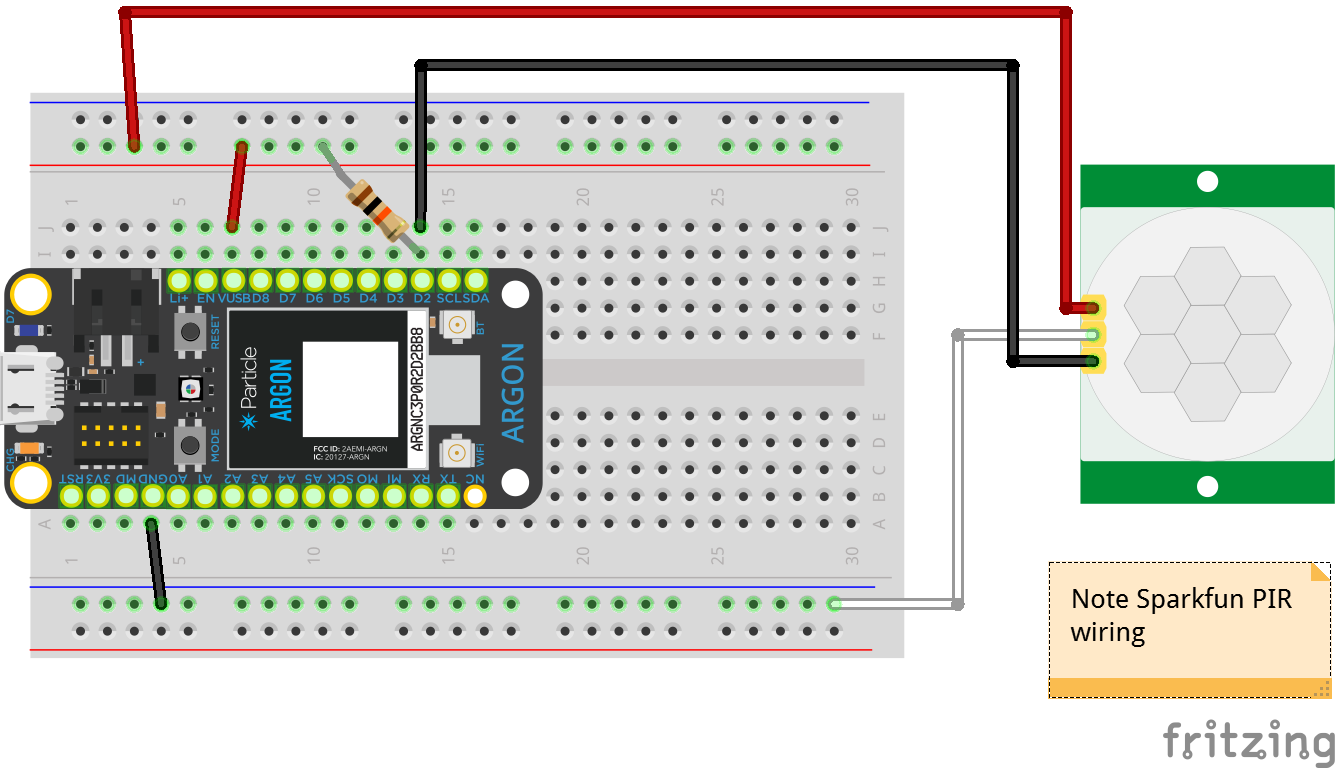 1
5
10
15
20
25
30
J
J
I
I
H
G
F
Li+ EN VUSB D8 D7 D6 D5 D4 D3 D2 SCL SDA
D7
RESET
BT
+
Particle
ARGON
ARGNC3P0R2D2BB8
ARGON
MODE
FCC ID: 2AEMI-ARGN
IC: 20127-ARGN
CHG
WiFi
RST 3V3 MD GND A0 A1 A2 A3 A4 A5 SCK MO MI RX TX NC
E
D
C
B
A
A
1
5
10
15
20
25
30
Note Sparkfun PIR
wiring
fritzing